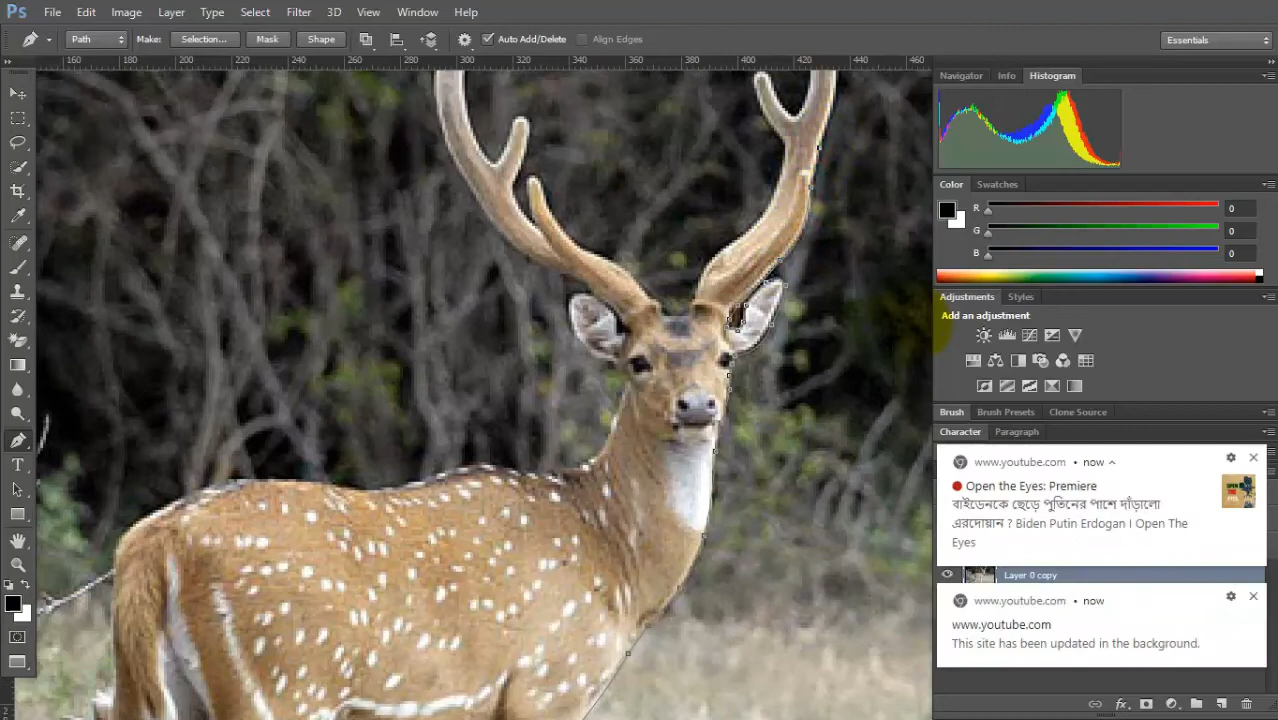 Ps File Edit Image Layer Type Select Filter 3D View Window Help
Path Make: Selection... Mask Shape Auto Add/Delete Align Edges Essentials
160 180 200 220 240 260 280 300 320 340 360 380 400 420 440 460
Navigator Info Histogram
Color Swatches
R 0
G 0
B 0
Adjustments Styles
Add an adjustment
Brush Brush Presets Clone Source
Character Paragraph
www.youtube.com • now
Open the Eyes: Premiere
বাইডেনকে ছেড়ে পুতিনের পাশে দাঁড়ালো
এরদোয়ান ? Biden Putin Erdogan I Open The
Eyes
Layer 0 copy
www.youtube.com • now
www.youtube.com
This site has been updated in the background.